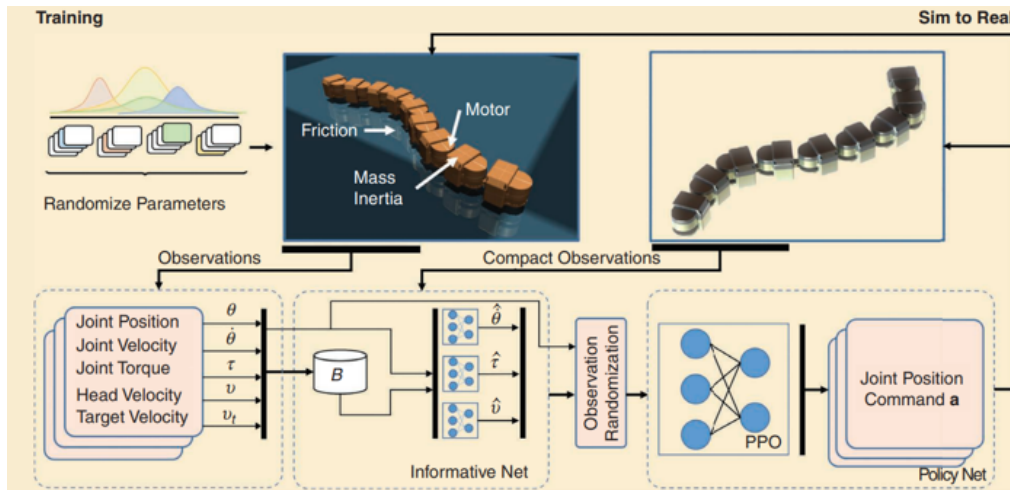 Training
Sim to Real
Motor
Friction
Mass
Inertia
Randomize Parameters
Observations
Compact Observations
Joint Position
θ
Joint Velocity
θ̇
Joint Torque
τ
Head Velocity
υ
Target Velocity
υₜ
B
θ̇̂
τ̂
υ̂
Informative Net
Observation
Randomization
PPO
Joint Position
Command a
Policy Net